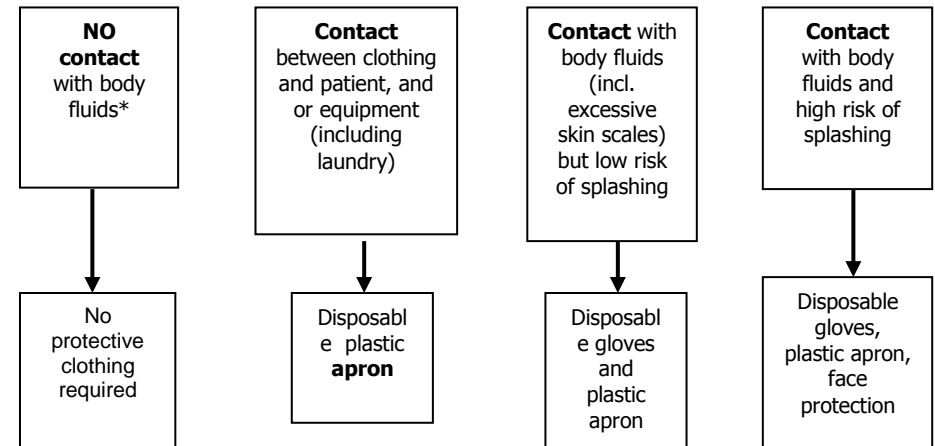 NO
contact
with body
fluids*
Contact
between clothing
and patient, and
or equipment
(including
laundry)
Contact with
body fluids
(incl.
excessive
skin scales)
but low risk
of splashing
Contact
with body
fluids and
high risk of
splashing
No
protective
clothing
required
Disposabl
e plastic
apron
Disposabl
e gloves
and
plastic
apron
Disposable
gloves,
plastic apron,
face
protection